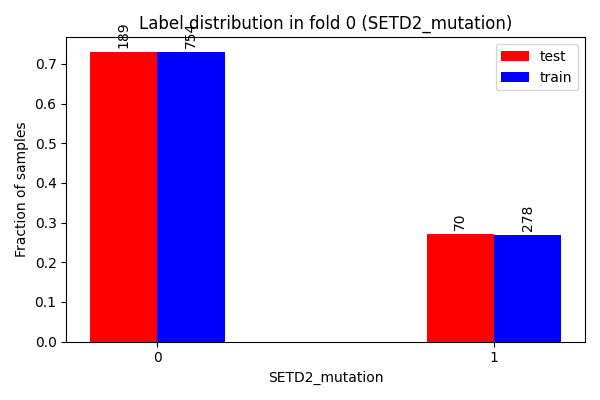 Label distribution in fold 0 (SETD2_mutation)
189
754
70
278
test
train
Fraction of samples
0.7
0.6
0.5
0.4
0.3
0.2
0.1
0.0
0
1
SETD2_mutation